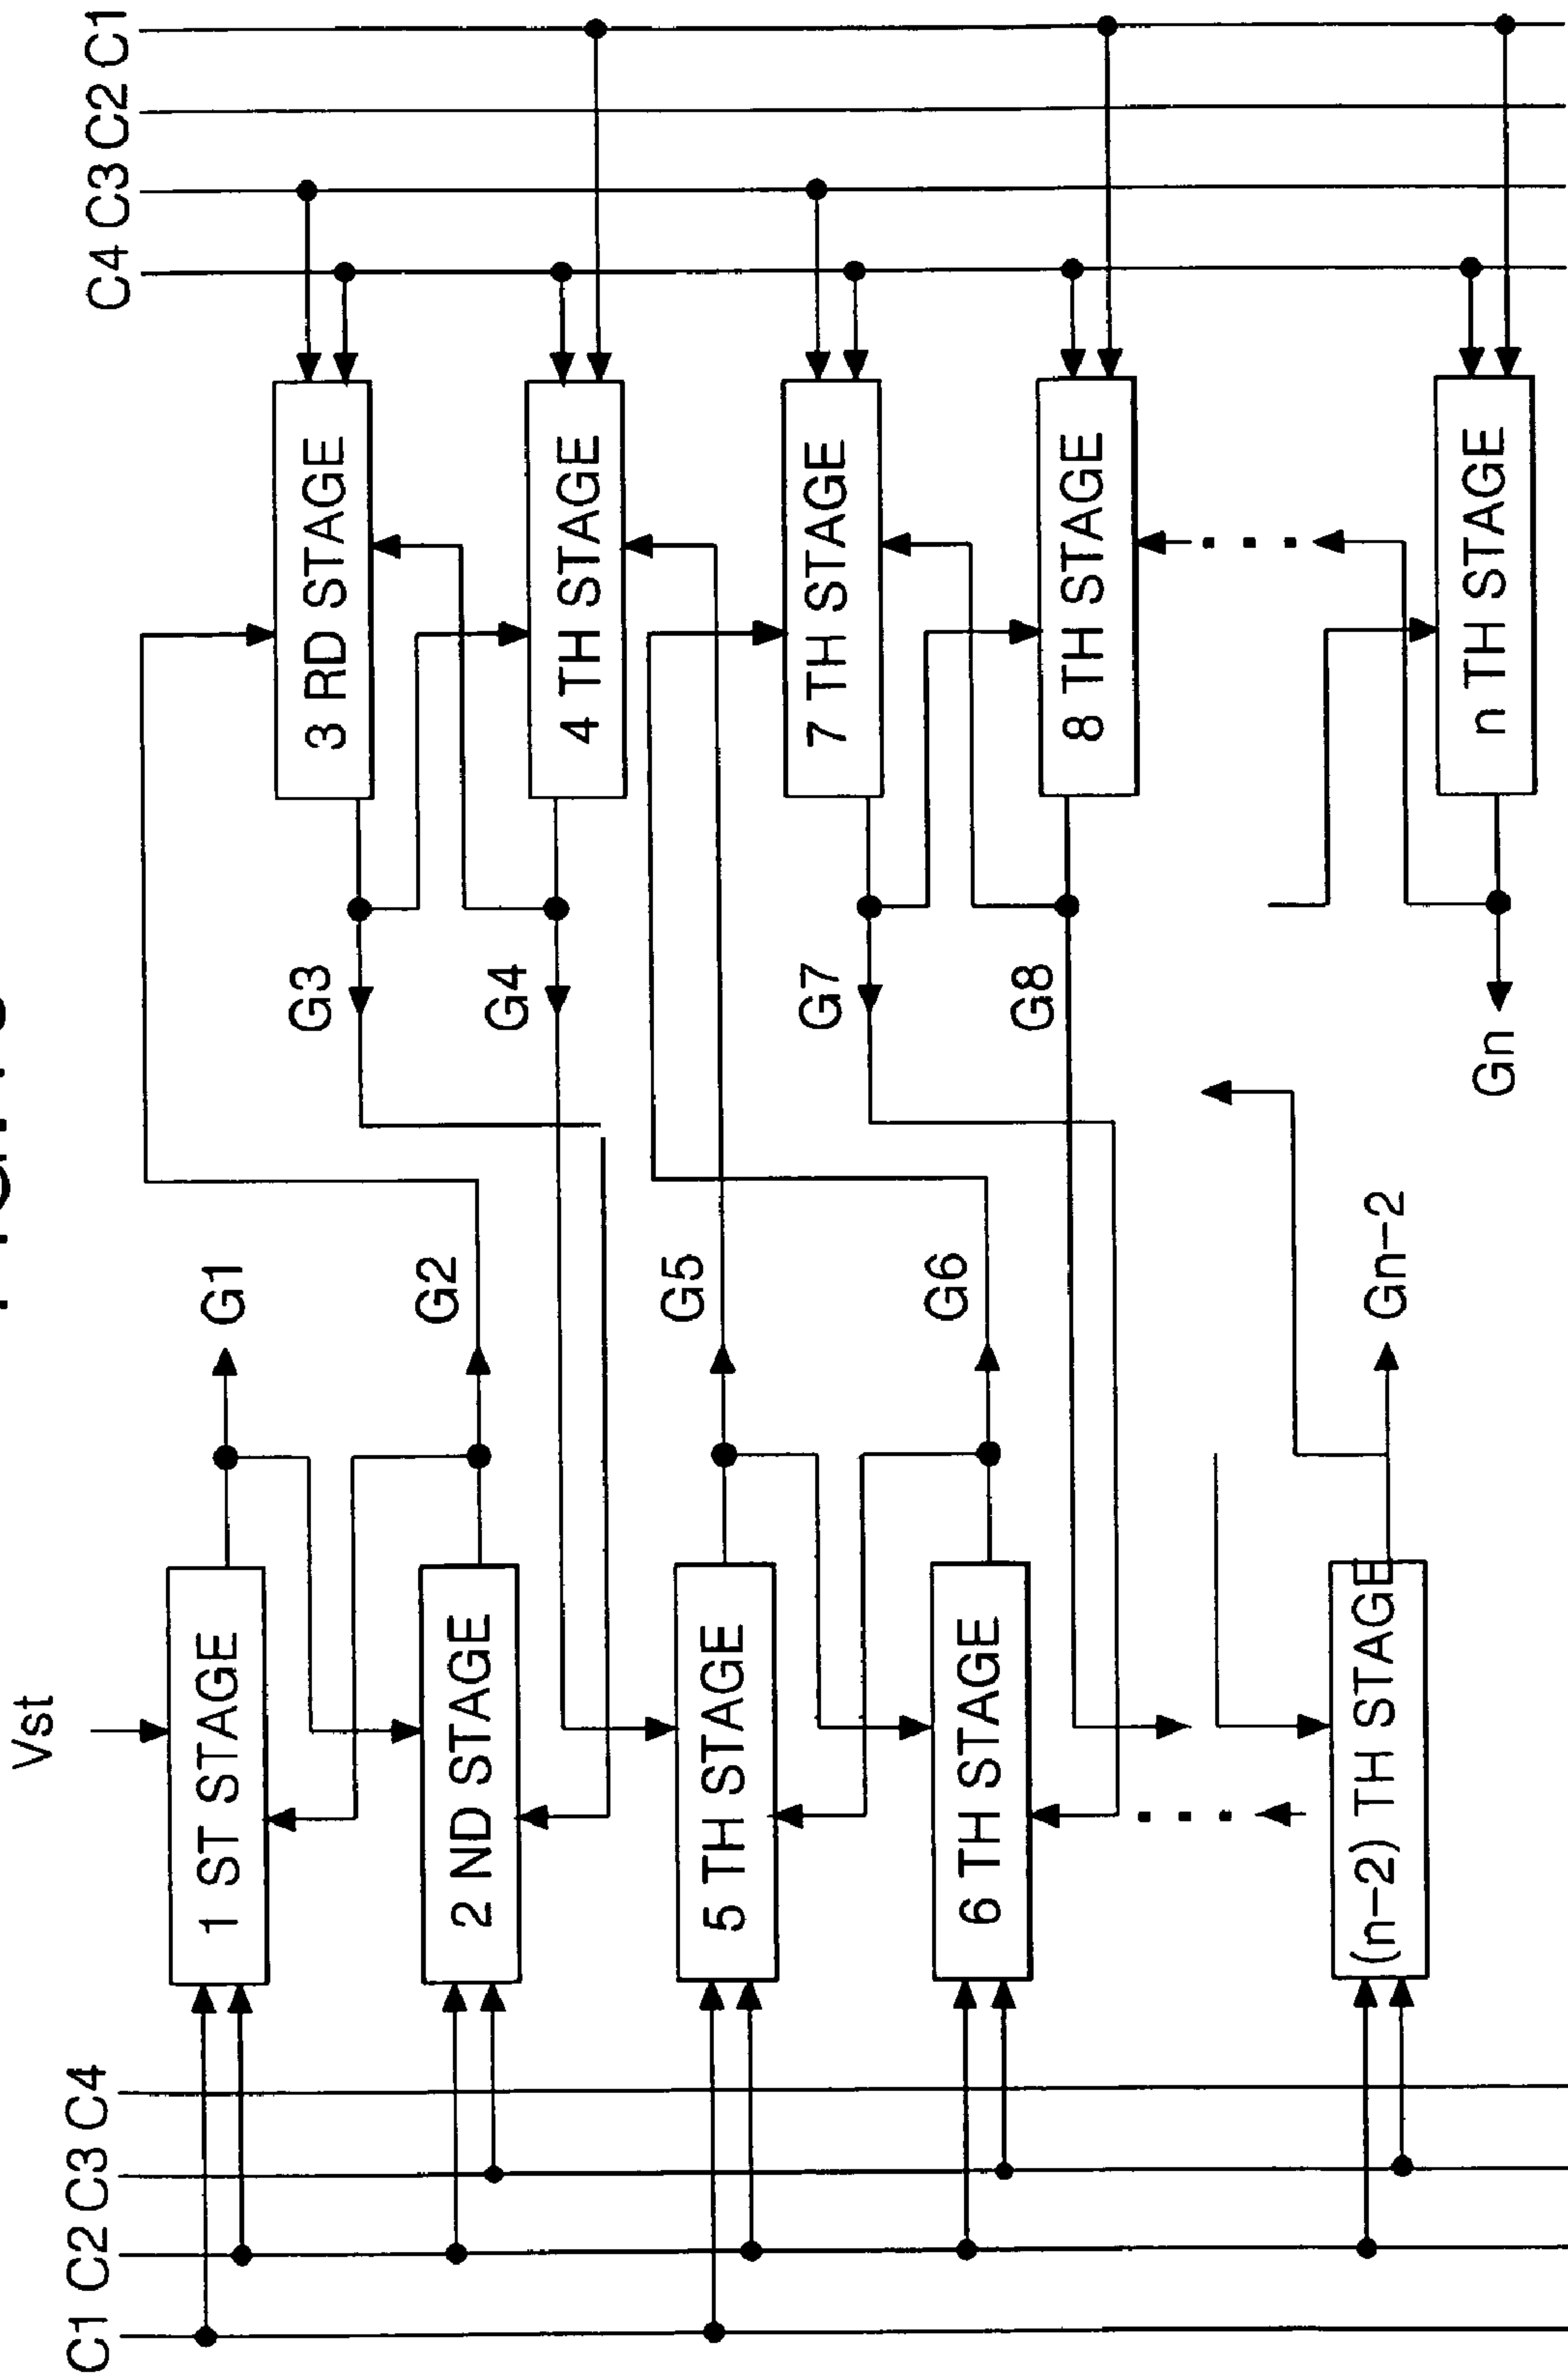 Vst
C1 C2 C3 C4
C4 C3 C2 C1
1 ST STAGE
G1
3 RD STAGE
G3
2 ND STAGE
G2
4 TH STAGE
G4
5 TH STAGE
G5
7 TH STAGE
G7
6 TH STAGE
G6
8 TH STAGE
G8
(n-2) TH STAGE
Gn-2
n TH STAGE
Gn